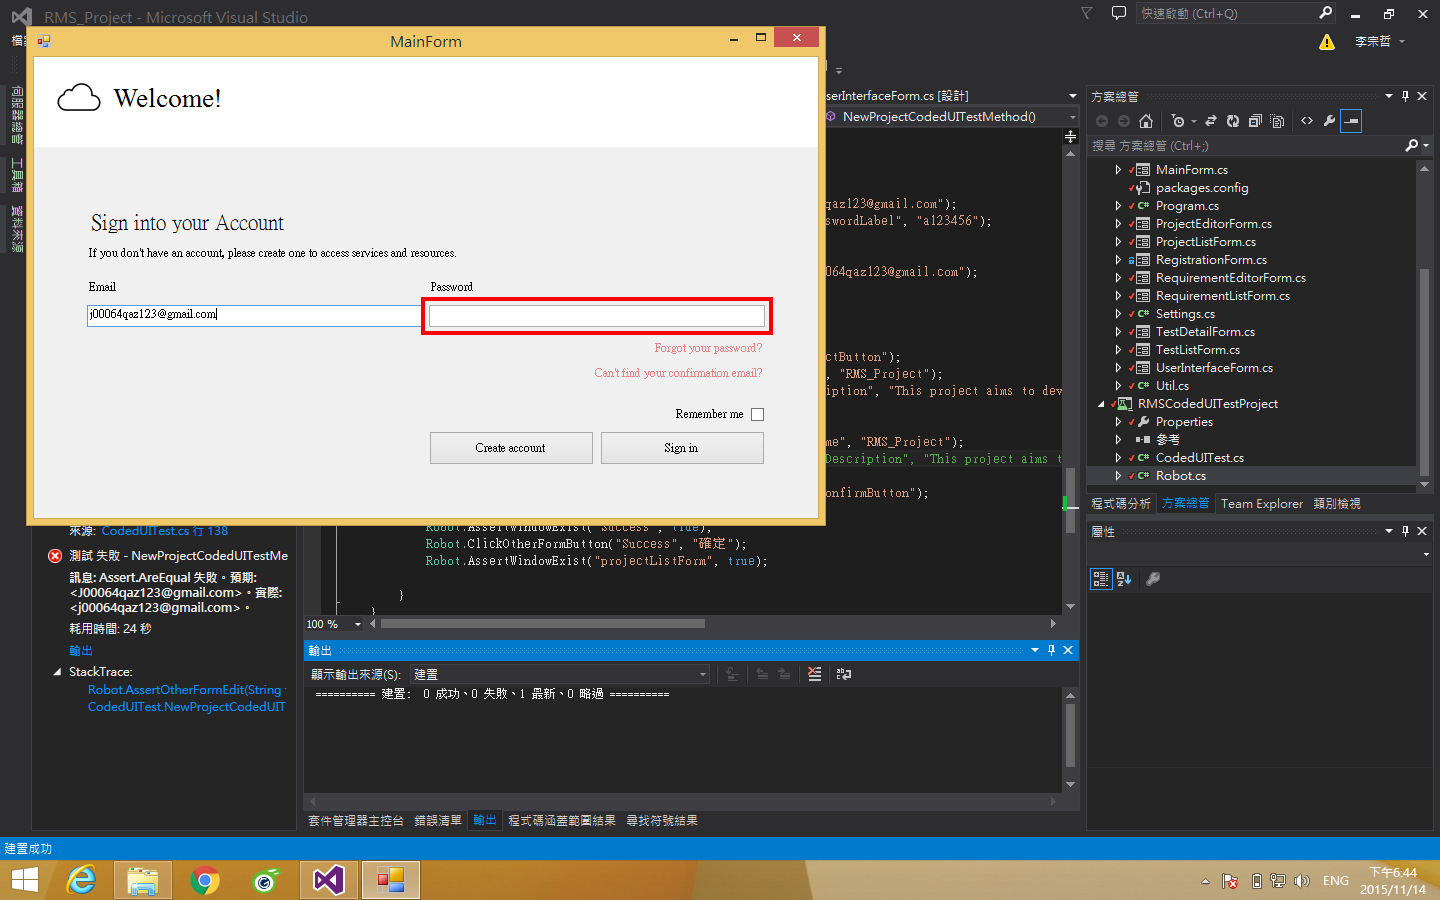 RMS_Project - Microsoft Visual Studio
快速啟動 (Ctrl+Q)
李宗哲
MainForm
Welcome!
Sign into your Account
If you don't have an account, please create one to access services and resources.
Email
Password
j00064qaz123@gmail.com
Forgot your password?
Can't find your confirmation email?
Remember me
Create account
Sign in
伺服器總管
工具箱
資料來源
serInterfaceForm.cs [設計]
NewProjectCodedUITestMethod()
qaz123@gmail.com");
swordLabel", "a123456");
064qaz123@gmail.com");
ctButton");
, "RMS_Project");
iption", "This project aims to dev
me", "RMS_Project");
Description", "This project aims t
onfirmButton");
Robot.AssertWindowExist("Success", true);
Robot.ClickOtherFormButton("Success", "確定");
Robot.AssertWindowExist("projectListForm", true);
}
}
100 %
來源: CodedUITest.cs 行 138
測試 失敗 - NewProjectCodedUITestMe
訊息: Assert.AreEqual 失敗。預期:
<J00064qaz123@gmail.com>。實際:
<j00064qaz123@gmail.com>。
耗用時間: 24 秒
輸出
StackTrace:
Robot.AssertOtherFormEdit(String
CodedUITest.NewProjectCodedUIT
輸出
顯示輸出來源(S): 建置
========== 建置: 0 成功、0 失敗、1 最新、0 略過 ==========
套件管理器主控台 錯誤清單 輸出 程式碼涵蓋範圍結果 尋找符號結果
方案總管
搜尋 方案總管 (Ctrl+;)
MainForm.cs
packages.config
Program.cs
ProjectEditorForm.cs
ProjectListForm.cs
RegistrationForm.cs
RequirementEditorForm.cs
RequirementListForm.cs
Settings.cs
TestDetailForm.cs
TestListForm.cs
UserInterfaceForm.cs
Util.cs
RMSCodedUITestProject
Properties
參考
CodedUITest.cs
Robot.cs
程式碼分析 方案總管 Team Explorer 類別檢視
屬性
建置成功
ENG
下午6:44
2015/11/14